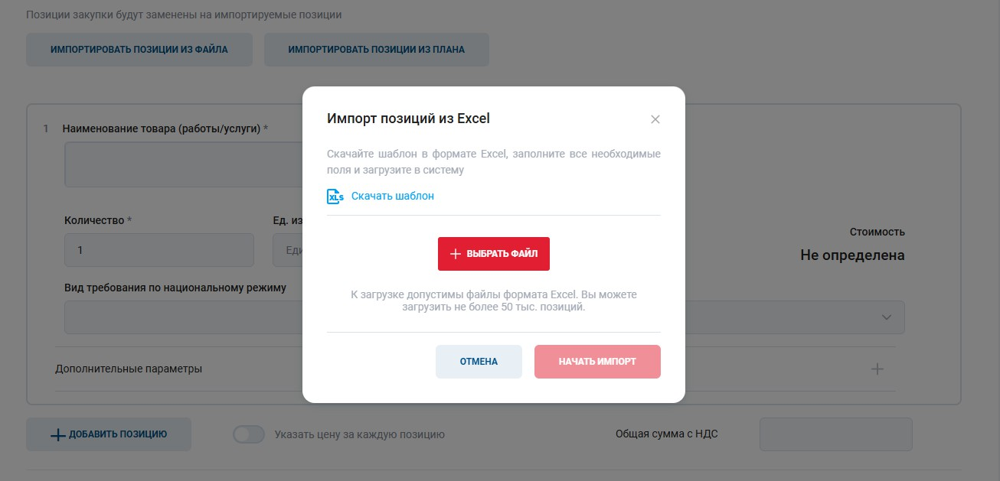 Позиции закупки будут заменены на импортируемые позиции
ИМПОРТИРОВАТЬ ПОЗИЦИИ ИЗ ФАЙЛА
ИМПОРТИРОВАТЬ ПОЗИЦИИ ИЗ ПЛАНА
1 Наименование товара (работы/услуги) *
Количество *
1
Ед. из
Еди
Стоимость
Не определена
Вид требования по национальному режиму
Дополнительные параметры
Импорт позиций из Excel
Скачайте шаблон в формате Excel, заполните все необходимые
поля и загрузите в систему
XLS Скачать шаблон
ВЫБРАТЬ ФАЙЛ
К загрузке допустимы файлы формата Excel. Вы можете
загрузить не более 50 тыс. позиций.
ОТМЕНА
НАЧАТЬ ИМПОРТ
ДОБАВИТЬ ПОЗИЦИЮ
Указать цену за каждую позицию
Общая сумма с НДС